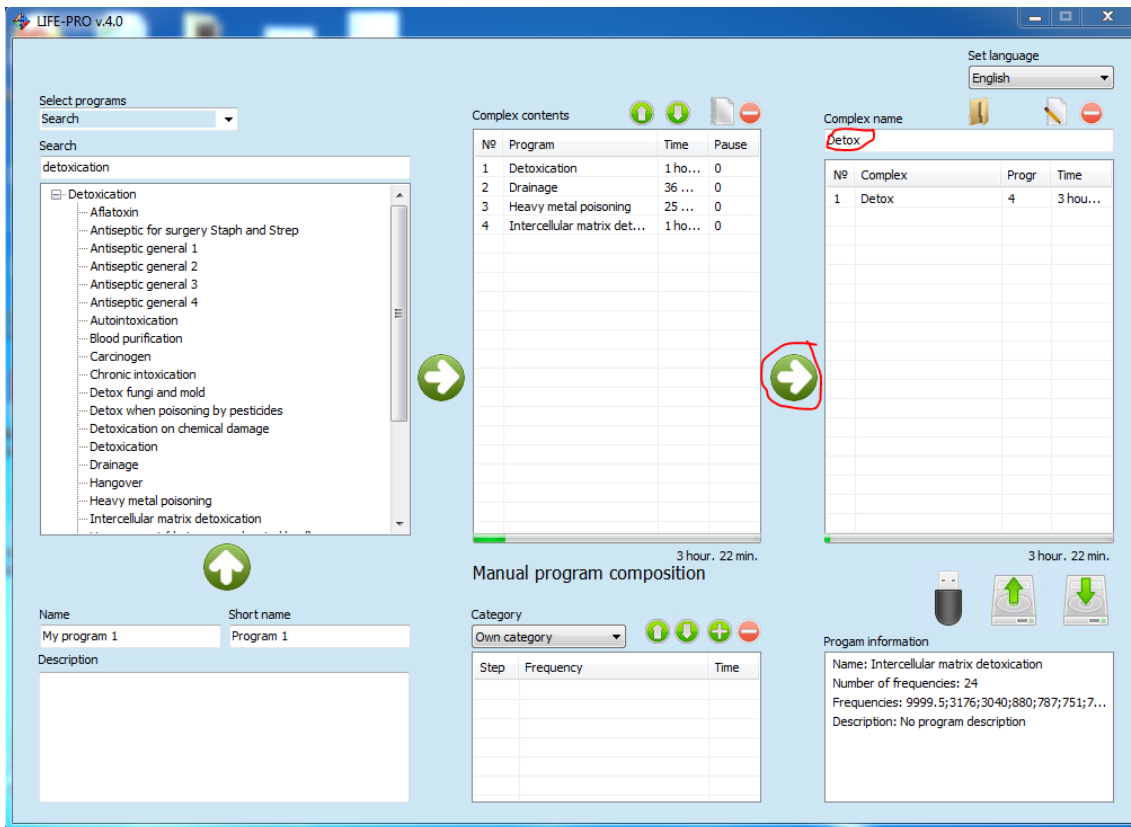 LIFE-PRO v.4.0
Set language
English
Select programs
Search
Search
detoxication
Detoxication
Aflatoxin
Antiseptic for surgery Staph and Strep
Antiseptic general 1
Antiseptic general 2
Antiseptic general 3
Antiseptic general 4
Autointoxication
Blood purification
Carcinogen
Chronic intoxication
Detox fungi and mold
Detox when poisoning by pesticides
Detoxication on chemical damage
Detoxication
Drainage
Hangover
Heavy metal poisoning
Intercellular matrix detoxication
Complex contents
Nº Program Time Pause
1 Detoxication 1 ho... 0
2 Drainage 36 ... 0
3 Heavy metal poisoning 25 ... 0
4 Intercellular matrix det... 1 ho... 0
3 hour. 22 min.
Complex name
Detox
Nº Complex Progr Time
1 Detox 4 3 hou...
3 hour. 22 min.
Name Short name
My program 1 Program 1
Description
Manual program composition
Category
Own category
Step Frequency Time
Progam information
Name: Intercellular matrix detoxication
Number of frequencies: 24
Frequencies: 9999.5;3176;3040;880;787;751;7...
Description: No program description